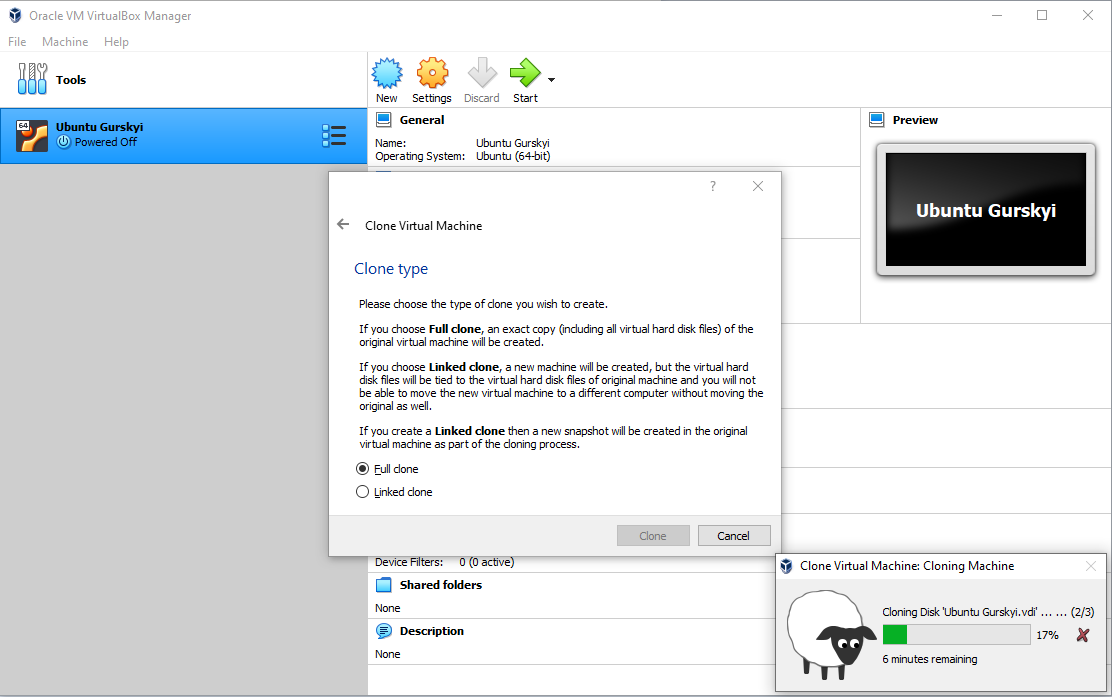 Oracle VM VirtualBox Manager
File Machine Help
Tools
New Settings Discard Start
64
Ubuntu Gurskyi
Powered Off
General
Name: Ubuntu Gurskyi
Operating System: Ubuntu (64-bit)
Preview
Ubuntu Gurskyi
?
Clone Virtual Machine
Clone type
Please choose the type of clone you wish to create.
If you choose Full clone, an exact copy (including all virtual hard disk files) of the
original virtual machine will be created.
If you choose Linked clone, a new machine will be created, but the virtual hard
disk files will be tied to the virtual hard disk files of original machine and you will not
be able to move the new virtual machine to a different computer without moving the
original as well.
If you create a Linked clone then a new snapshot will be created in the original
virtual machine as part of the cloning process.
Full clone
Linked clone
Clone Cancel
Device Filters: 0 (0 active)
Shared folders
None
Description
None
Clone Virtual Machine: Cloning Machine
Cloning Disk 'Ubuntu Gurskyi.vdi' ... ... (2/3)
17%
6 minutes remaining